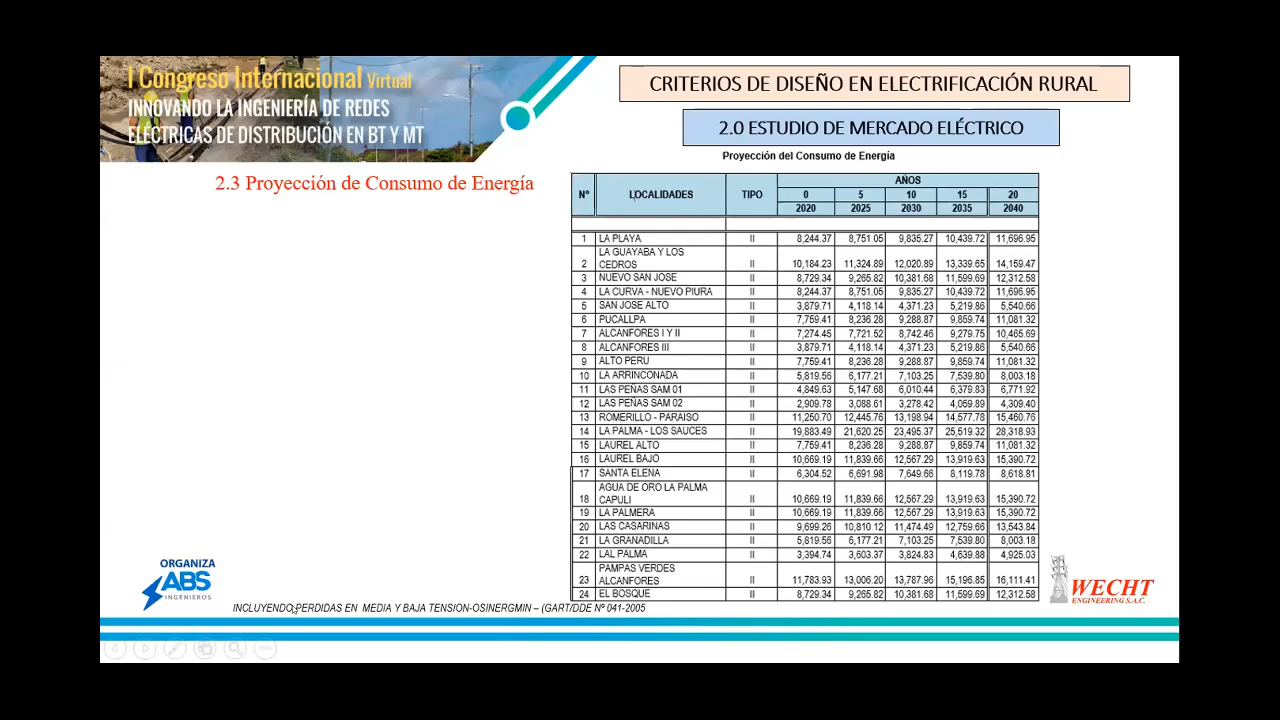 I Congreso Internacional Virtual
INNOVANDO LA INGENIERÍA DE REDES
ELÉCTRICAS DE DISTRIBUCIÓN EN BT Y MT
CRITERIOS DE DISEÑO EN ELECTRIFICACIÓN RURAL
2.0 ESTUDIO DE MERCADO ELÉCTRICO
Proyección del Consumo de Energía
2.3 Proyección de Consumo de Energía
Nº LOCALIDADES TIPO AÑOS
0 5 10 15 20
2020 2025 2030 2035 2040
1 LA PLAYA II 8,244.37 8,751.05 9,835.27 10,439.72 11,696.95
LA GUAYABA Y LOS
2 CEDROS II 10,184.23 11,324.89 12,020.89 13,339.65 14,159.47
3 NUEVO SAN JOSE II 8,729.34 9,265.82 10,381.68 11,599.69 12,312.58
4 LA CURVA - NUEVO PIURA II 8,244.37 8,751.05 9,835.27 10,439.72 11,696.95
5 SAN JOSE ALTO II 3,879.71 4,118.14 4,371.23 5,219.86 5,540.66
6 PUCALLPA II 7,759.41 8,236.28 9,288.87 9,859.74 11,081.32
7 ALCANFORES I Y II II 7,274.45 7,721.52 8,742.46 9,279.75 10,465.69
8 ALCANFORES III II 3,879.71 4,118.14 4,371.23 5,219.86 5,540.66
9 ALTO PERU II 7,759.41 8,236.28 9,288.87 9,859.74 11,081.32
10 LA ARRINCONADA II 5,819.56 6,177.21 7,103.25 7,539.80 8,003.18
11 LAS PEÑAS SAM 01 II 4,849.63 5,147.68 6,010.44 6,379.83 6,771.92
12 LAS PEÑAS SAM 02 II 2,909.78 3,088.61 3,278.42 4,059.89 4,309.40
13 ROMERILLO - PARAISO II 11,250.70 12,445.76 13,198.94 14,577.78 15,460.76
14 LA PALMA - LOS SAUCES II 19,883.49 21,620.25 23,495.37 25,519.32 28,318.93
15 LAUREL ALTO II 7,759.41 8,236.28 9,288.87 9,859.74 11,081.32
16 LAUREL BAJO II 10,669.19 11,839.66 12,567.29 13,919.63 15,390.72
17 SANTA ELENA II 6,304.52 6,691.98 7,649.66 8,119.78 8,618.81
AGUA DE ORO LA PALMA
18 CAPULI II 10,669.19 11,839.66 12,567.29 13,919.63 15,390.72
19 LA PALMERA II 10,669.19 11,839.66 12,567.29 13,919.63 15,390.72
20 LAS CASARINAS II 9,699.26 10,810.12 11,474.49 12,759.66 13,543.84
21 LA GRANADILLA II 5,819.56 6,177.21 7,103.25 7,539.80 8,003.18
22 LAL PALMA II 3,394.74 3,603.37 3,824.83 4,639.88 4,925.03
PAMPAS VERDES
23 ALCANFORES II 11,783.93 13,006.20 13,787.96 15,196.85 16,111.41
24 EL BOSQUE II 8,729.34 9,265.82 10,381.68 11,599.69 12,312.58
ORGANIZA
ABS
INGENIEROS
WECHT
ENGINEERING S.A.C.
INCLUYENDO PERDIDAS EN MEDIA Y BAJA TENSION-OSINERGMIN – (GART/DDE Nº 041-2005